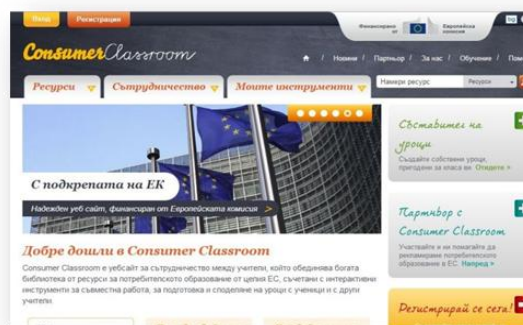 Вход
Регистрация
Финансирано от
Европейска комисия
bg
ConsumerClassroom
Новини / Партньор / За нас / Обучение /
Ресурси
Сътрудничество
Моите инструменти
Намери ресурс
Ресурси
С подкрепата на ЕК
Надежден уеб сайт, финансиран от Европейската комисия >
Добре дошли в Consumer Classroom
Consumer Classroom е уебсайт за сътрудничество между учители, който обединява богата
библиотека от ресурси за потребителското образование от целия ЕС, съчетани с интерактивни
инструменти за съвместна работа, за подготовка и споделяне на уроци с ученици и с други
учители.
Съставител на
уроци
Създайте собствени уроци,
пригодени за класа ви. Отидете >
Партньор с
Consumer Classroom
Участвайте и ни помагайте да
рекламираме потребителското
образование в ЕС. Напред >
Регистрирай се сега!